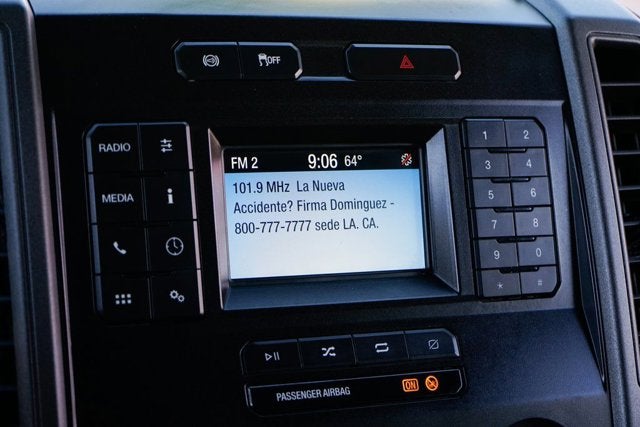 OFF
RADIO
MEDIA
FM 2 9:06 64°
101.9 MHz La Nueva
Accidente? Firma Dominguez -
800-777-7777 sede LA. CA.
1 2
3 4
5 6
7 8
9 0
* #
PASSENGER AIRBAG ON